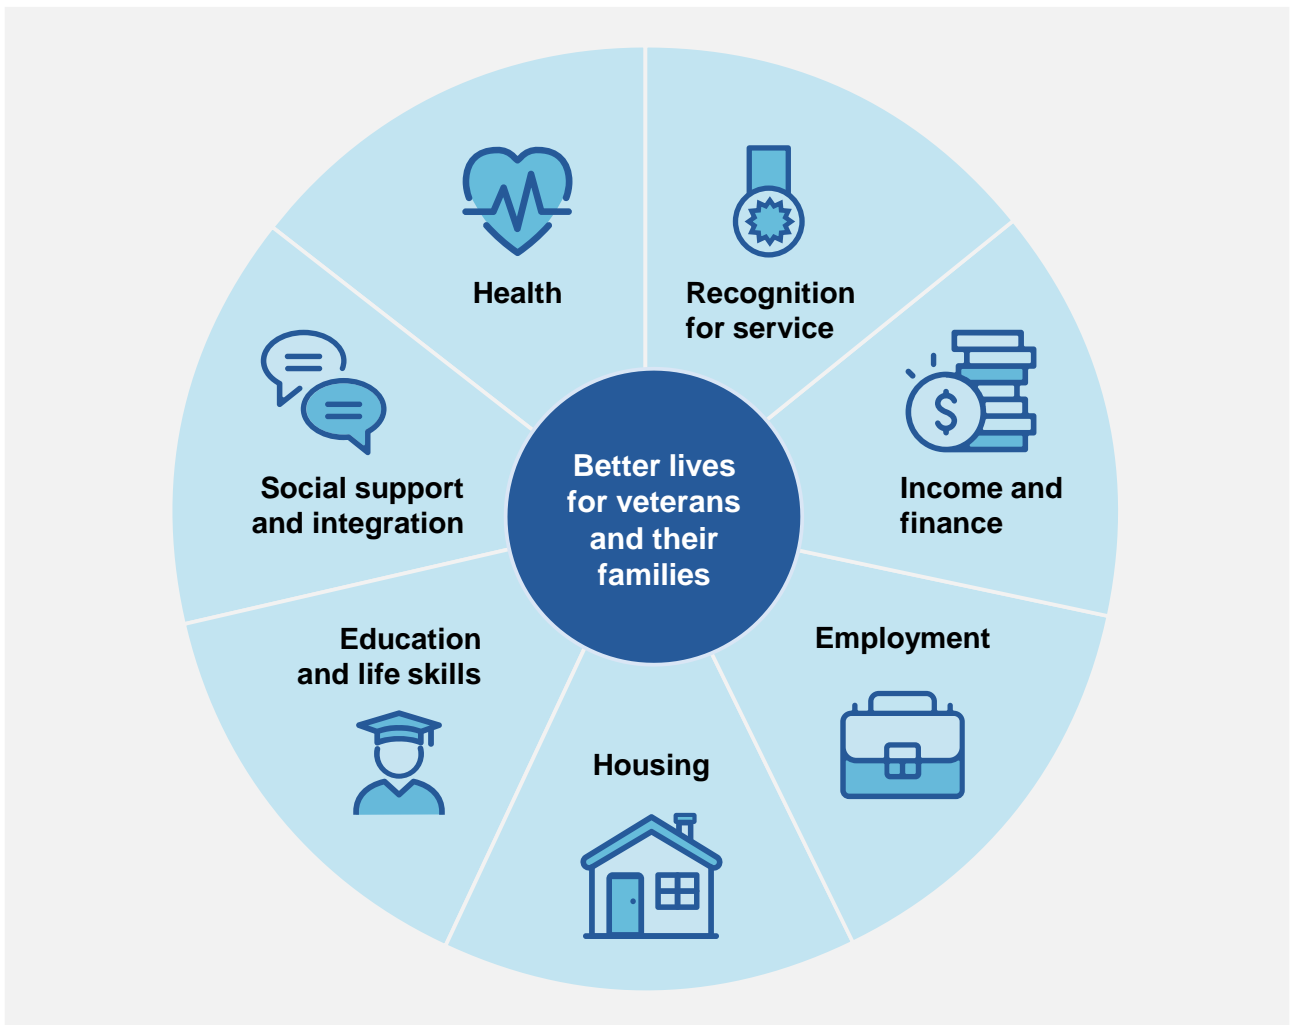 Health
Recognition
for service
Income and
finance
Employment
Housing
Education
and life skills
Social support
and integration
Better lives
for veterans
and their
families
$